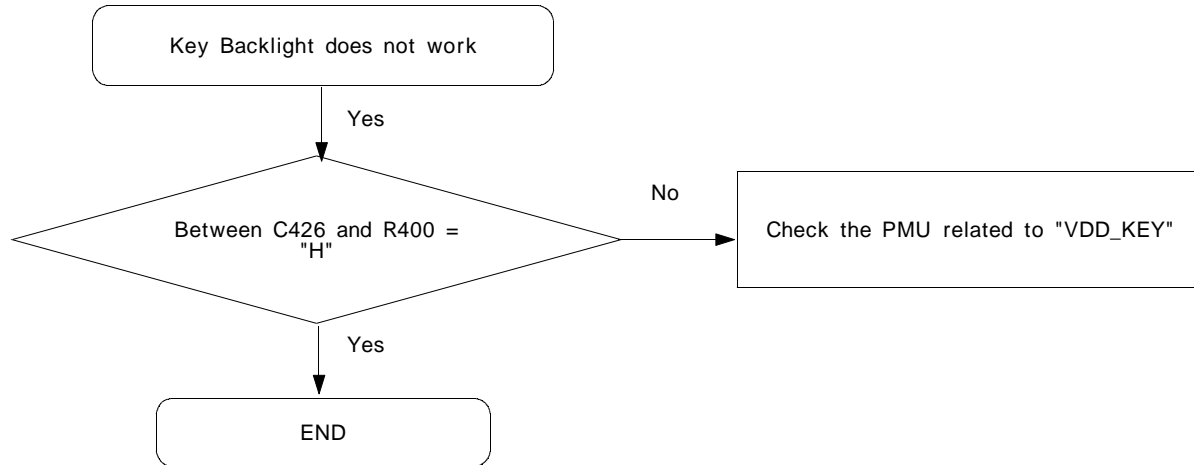 Key Backlight does not work
Yes
Between C426 and R400 =
"H"
No
Check the PMU related to "VDD_KEY"
Yes
END